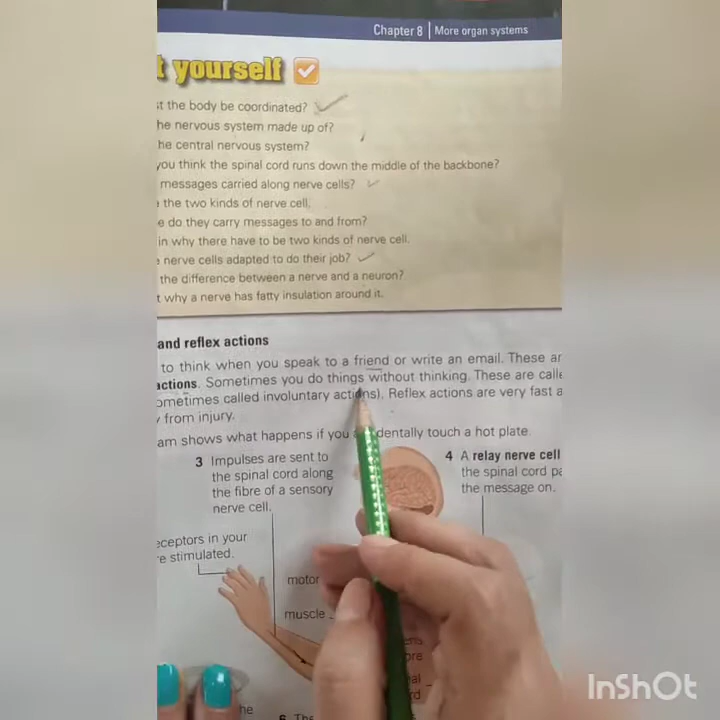 Chapter 8 | More organ systems
t yourself
st the body be coordinated?
he nervous system made up of?
he central nervous system?
you think the spinal cord runs down the middle of the backbone?
messages carried along nerve cells?
the two kinds of nerve cell.
e do they carry messages to and from?
in why there have to be two kinds of nerve cell.
e nerve cells adapted to do their job?
the difference between a nerve and a neuron?
t why a nerve has fatty insulation around it.
and reflex actions
to think when you speak to a friend or write an email. These ar
actions. Sometimes you do things without thinking. These are calle
ometimes called involuntary actions). Reflex actions are very fast a
y from injury.
am shows what happens if you dentally touch a hot plate.
3 Impulses are sent to
the spinal cord along
the fibre of a sensory
nerve cell.
4 A relay nerve cell
the spinal cord pa
the message on.
eceptors in your
re stimulated.
motor
muscle
ens
ore
al
rd
he
6 The
InShOt